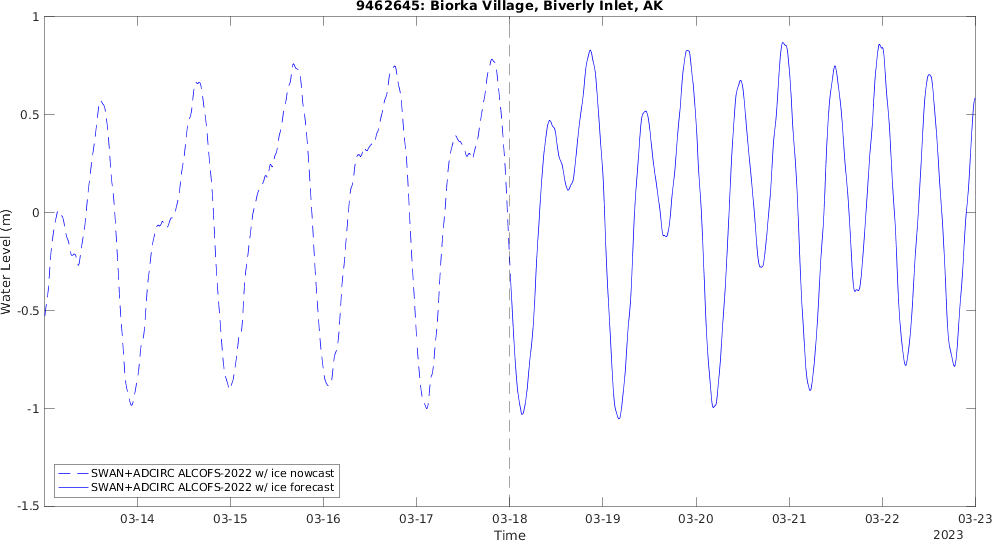 9462645: Biorka Village, Biverly Inlet, AK
1
0.5
0
-0.5
-1
-1.5
Water Level (m)
SWAN+ADCIRC ALCOFS-2022 w/ ice nowcast
SWAN+ADCIRC ALCOFS-2022 w/ ice forecast
03-14 03-15 03-16 03-17 03-18 03-19 03-20 03-21 03-22 03-23
Time
2023